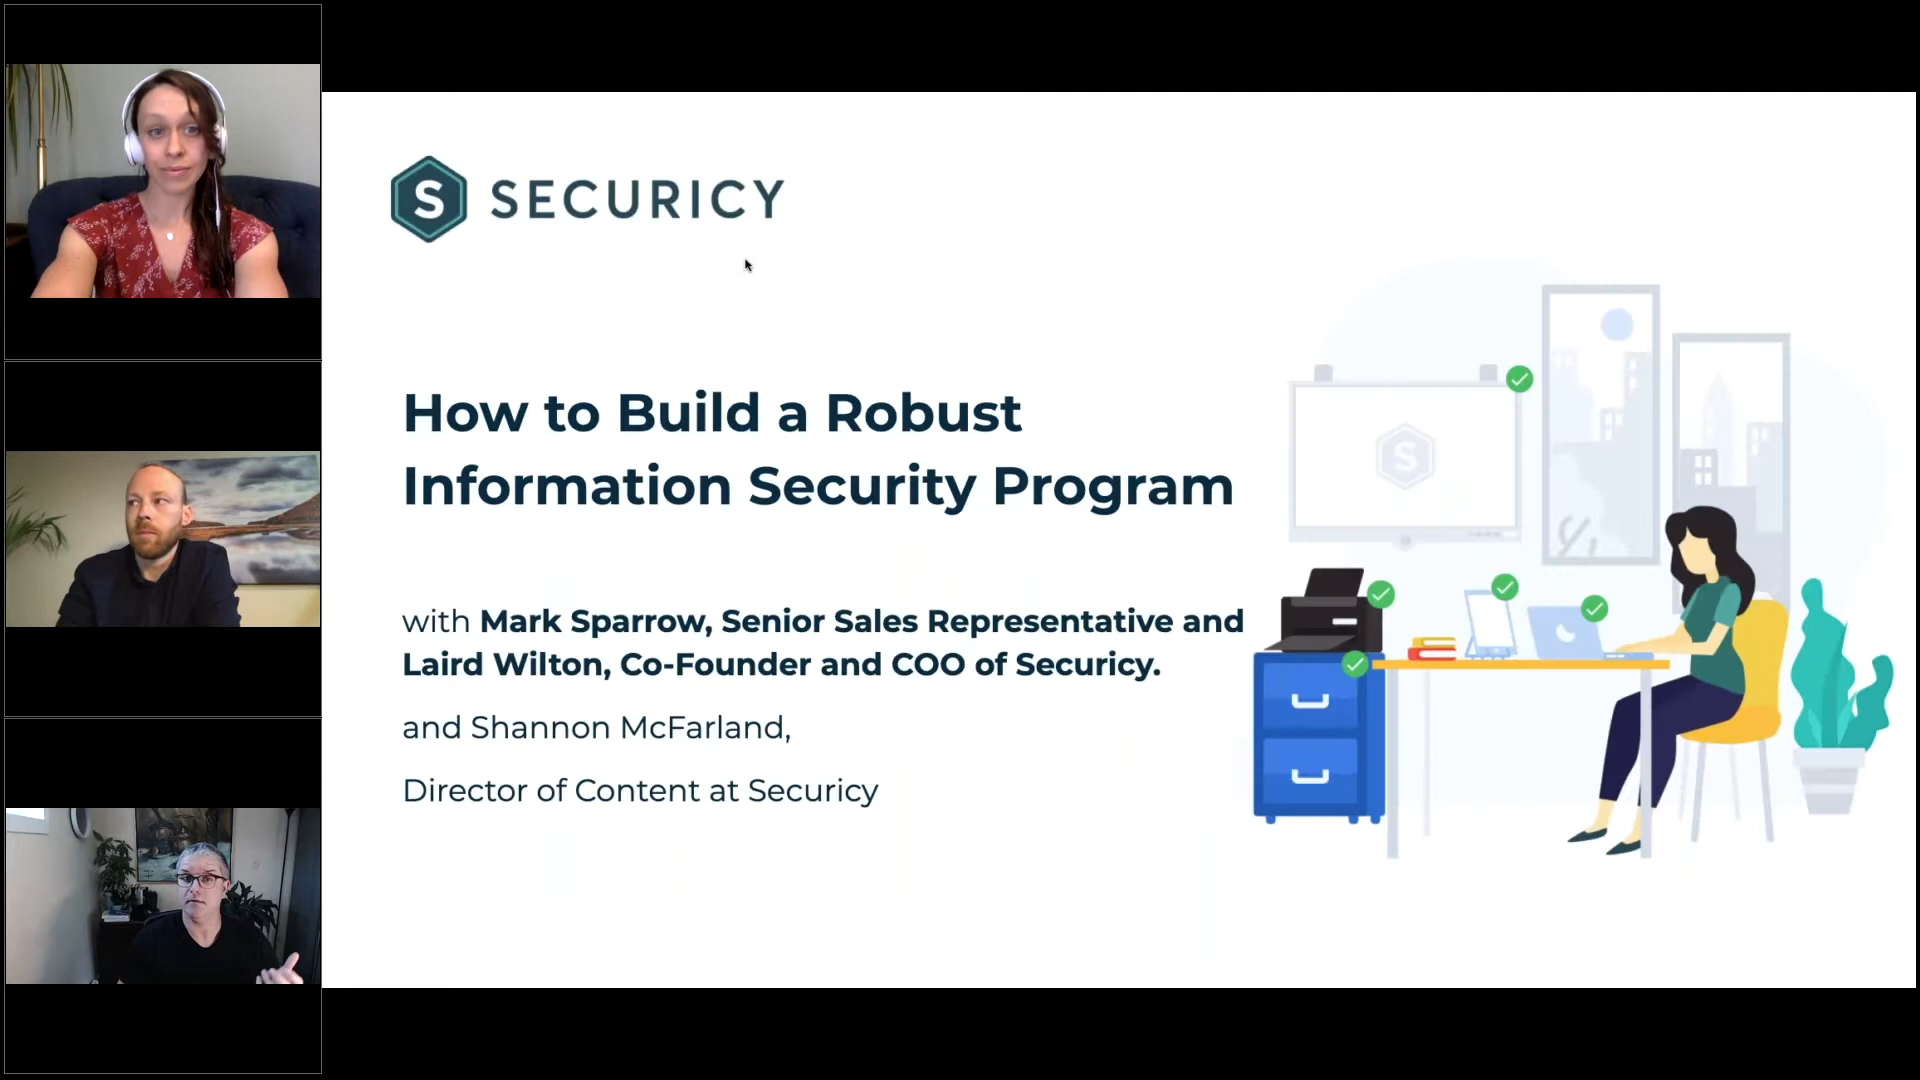 S SECURICY
How to Build a Robust
Information Security Program
with Mark Sparrow, Senior Sales Representative and
Laird Wilton, Co-Founder and COO of Securicy.
and Shannon McFarland,
Director of Content at Securicy
S